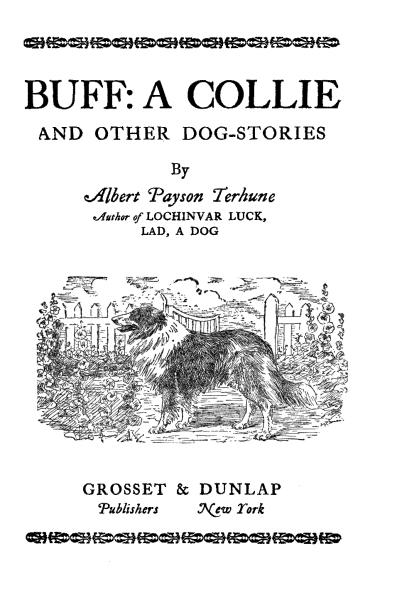 BUFF: A COLLIE
AND OTHER DOG-STORIES
By
Albert Payson Terhune
Author of LOCHINVAR LUCK,
LAD, A DOG
GROSSET & DUNLAP
Publishers New York